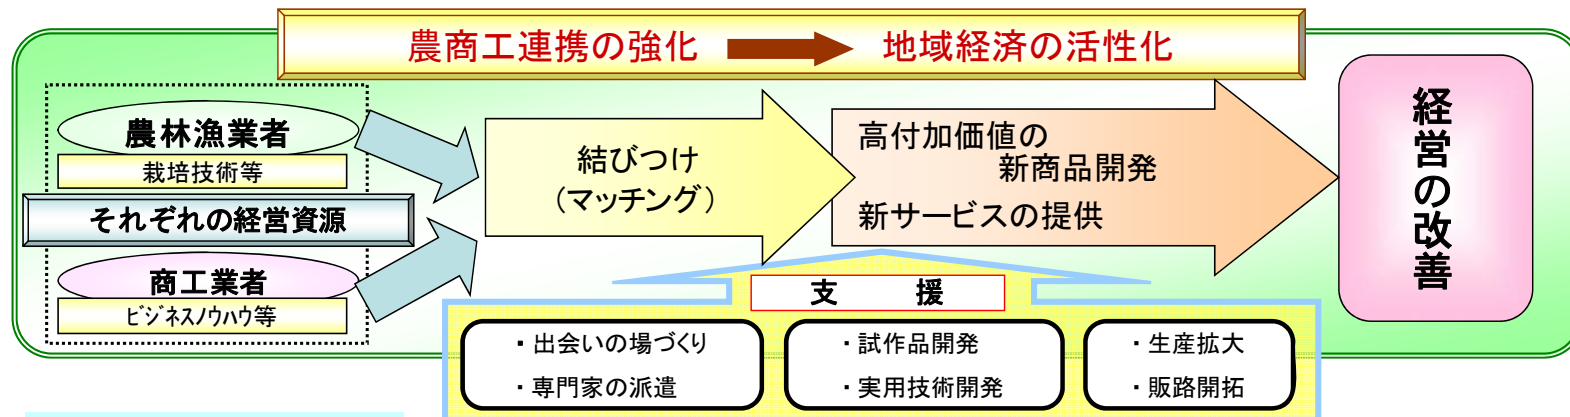 農商工連携の強化 地域経済の活性化
農林漁業者
栽培技術等
それぞれの経営資源
商工業者
ビジネスノウハウ等
結びつけ
(マッチング)
高付加価値の
新商品開発
新サービスの提供
経営の改善
支 援
・出会いの場づくり
・専門家の派遣
・試作品開発
・実用技術開発
・生産拡大
・販路開拓